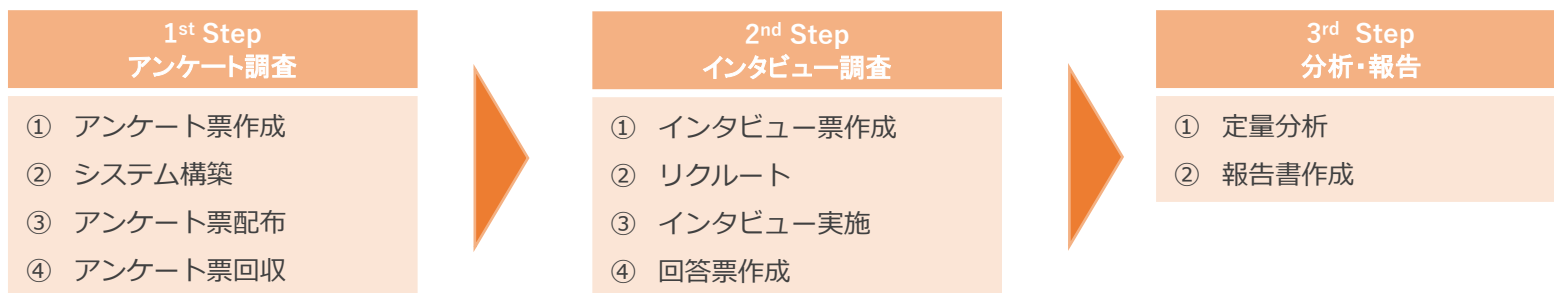 1st Step
アンケート調査
① アンケート票作成
② システム構築
③ アンケート票配布
④ アンケート票回収
2nd Step
インタビュー調査
① インタビュー票作成
② リクルート
③ インタビュー実施
④ 回答票作成
3rd Step
分析・報告
① 定量分析
② 報告書作成